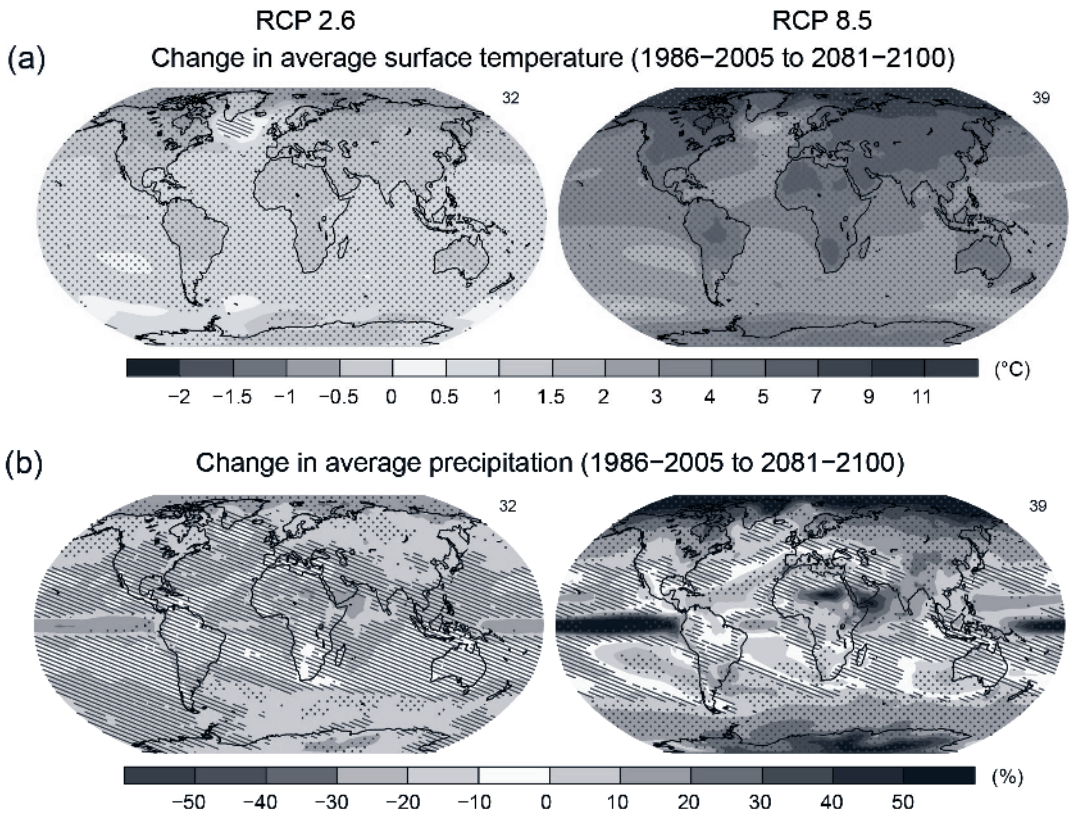 RCP 2.6 RCP 8.5
(a) Change in average surface temperature (1986−2005 to 2081−2100)
32 39
(°C)
−2 −1.5 −1 −0.5 0 0.5 1 1.5 2 3 4 5 7 9 11
(b) Change in average precipitation (1986−2005 to 2081−2100)
32 39
(%)
−50 −40 −30 −20 −10 0 10 20 30 40 50